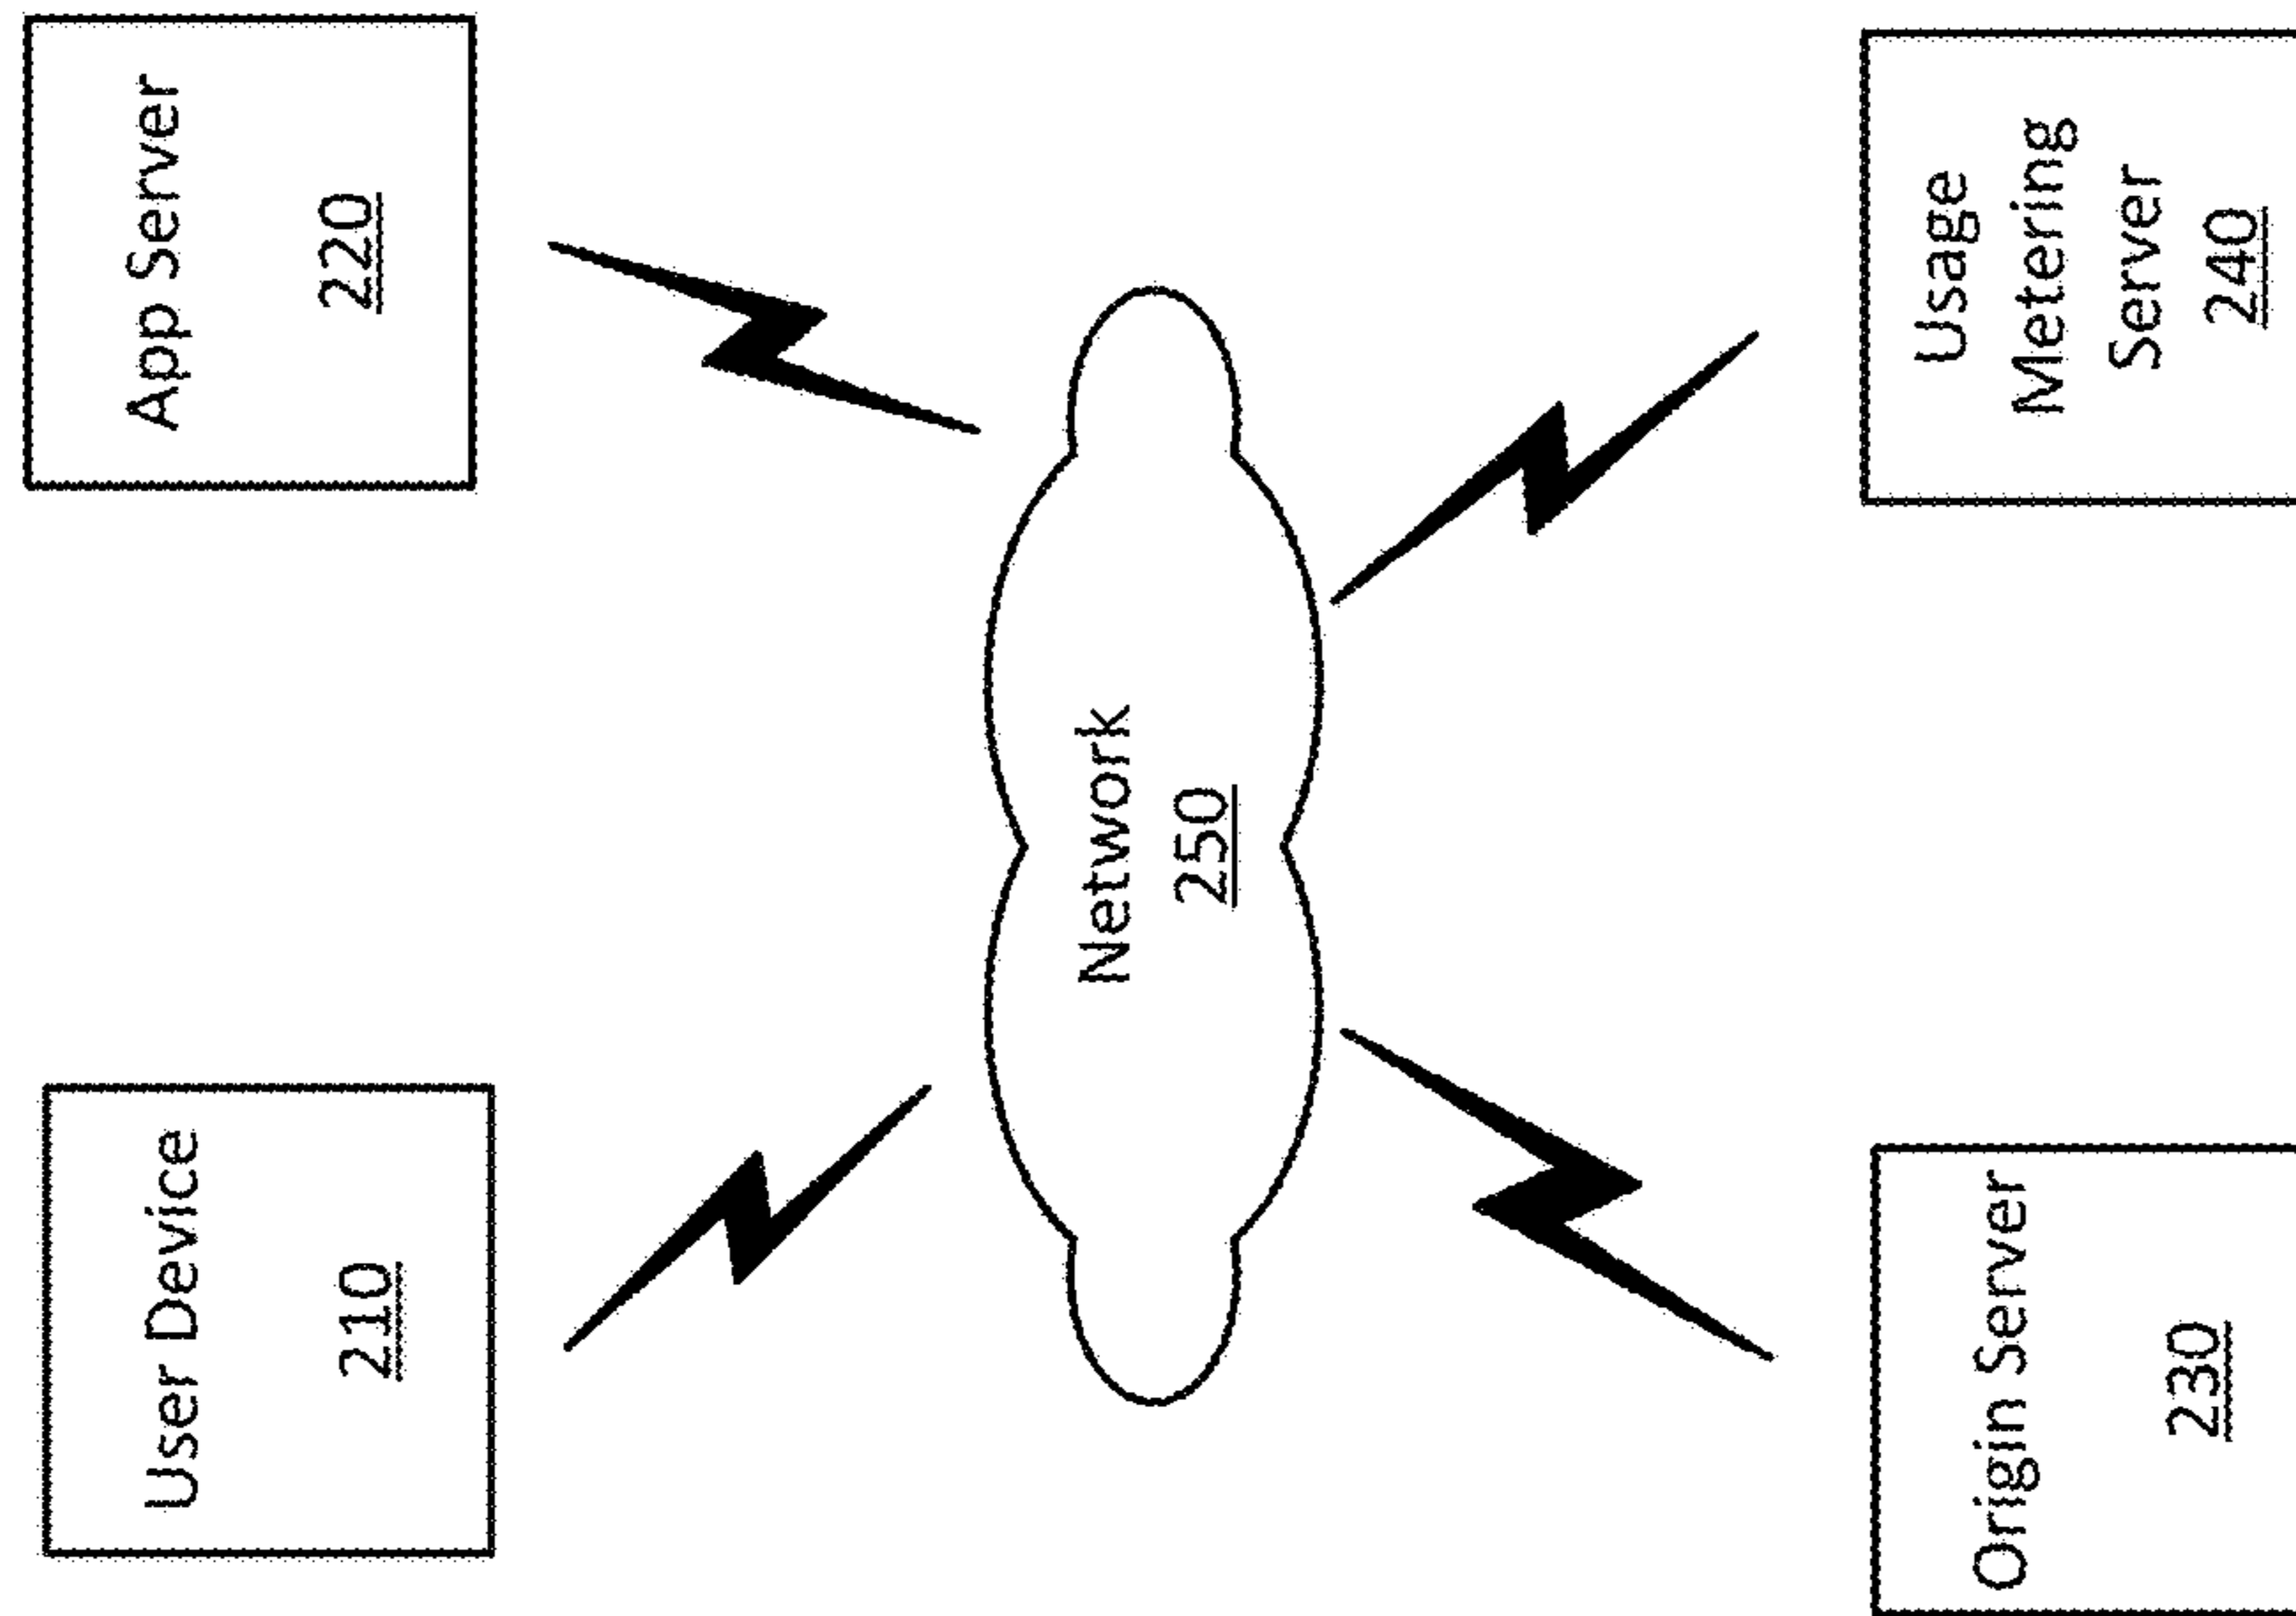 User Device
210
App Server
220
Network
250
Origin Server
230
Usage
Metering
Server
240